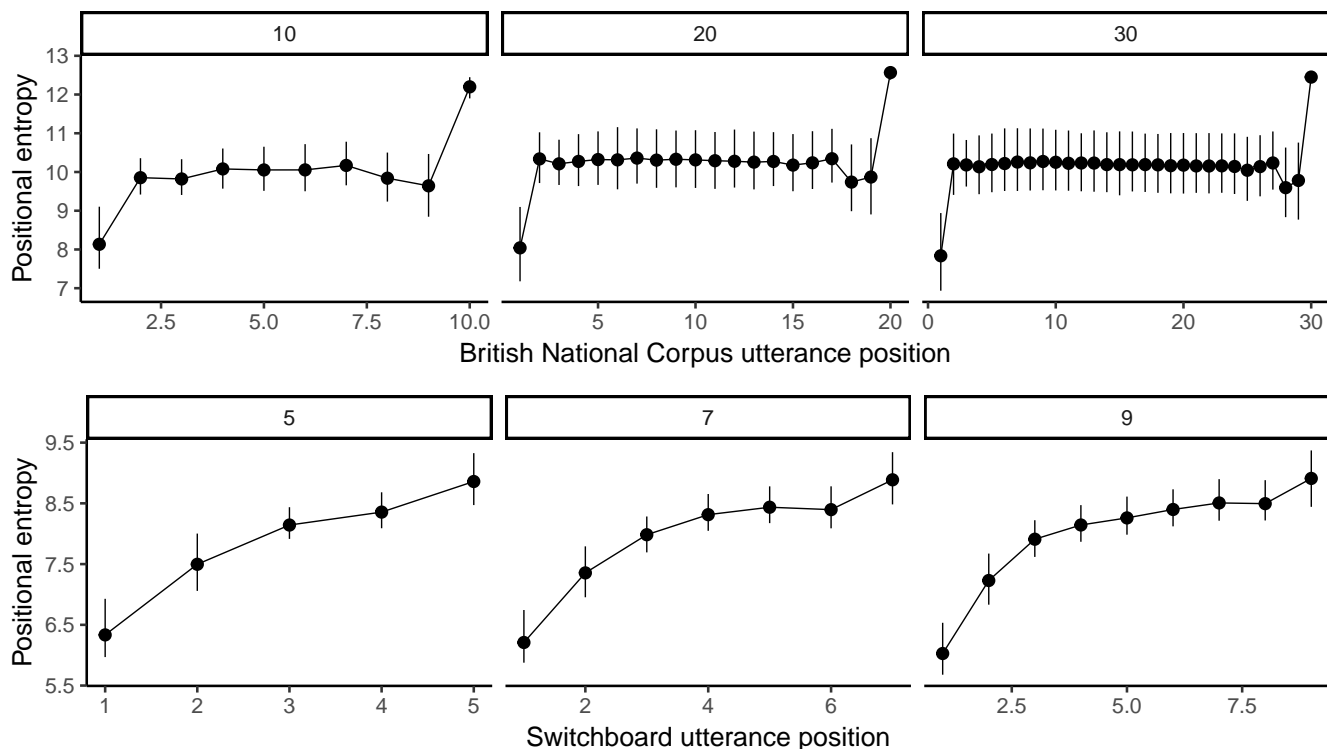 10 20 30
Positional entropy
13
12
11
10
9
8
7
2.5 5.0 7.5 10.0 5 10 15 20 0 10 20 30
British National Corpus utterance position
5 7 9
Positional entropy
9.5
8.5
7.5
6.5
5.5
1 2 3 4 5 2 4 6 2.5 5.0 7.5
Switchboard utterance position